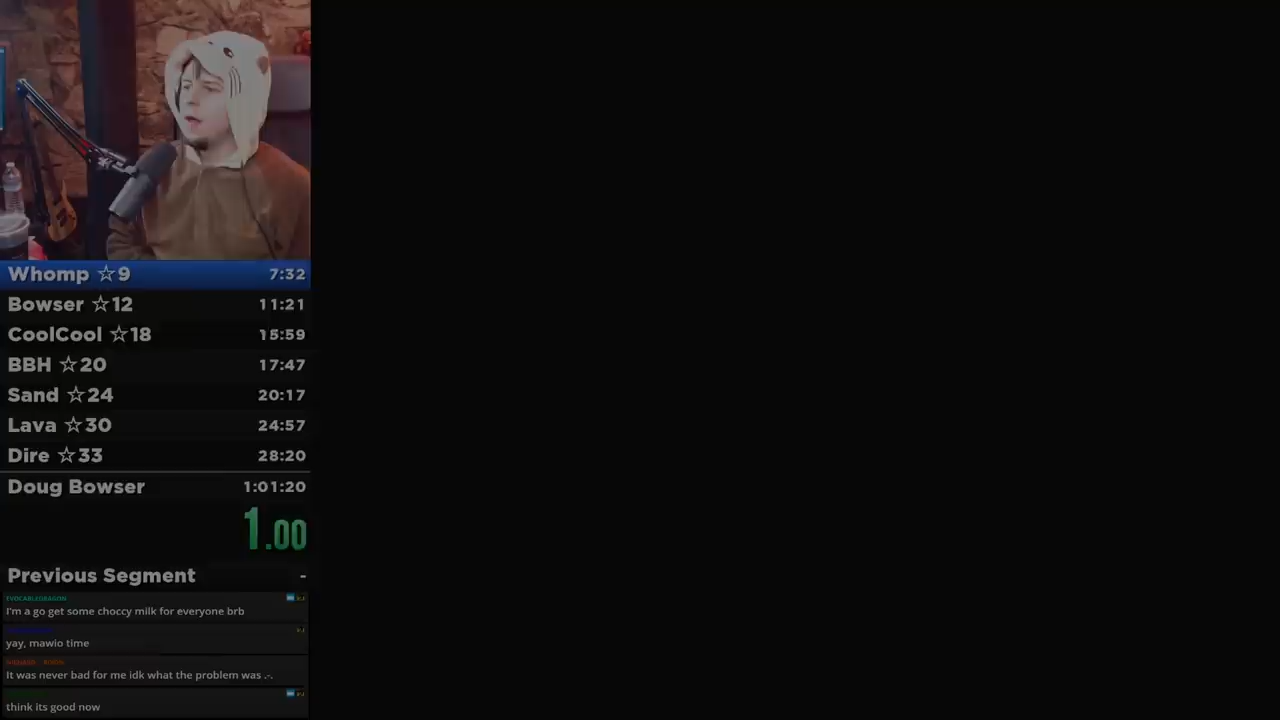 Whomp ☆9 7:32
Bowser ☆12 11:21
CoolCool ☆18 15:59
BBH ☆20 17:47
Sand ☆24 20:17
Lava ☆30 24:57
Dire ☆33 28:20
Doug Bowser 1:01:20
1.00
Previous Segment -
EVOCABLEDRAGON
I'm a go get some choccy milk for everyone brb
yay, mawio time
It was never bad for me idk what the problem was .-.
think its good now